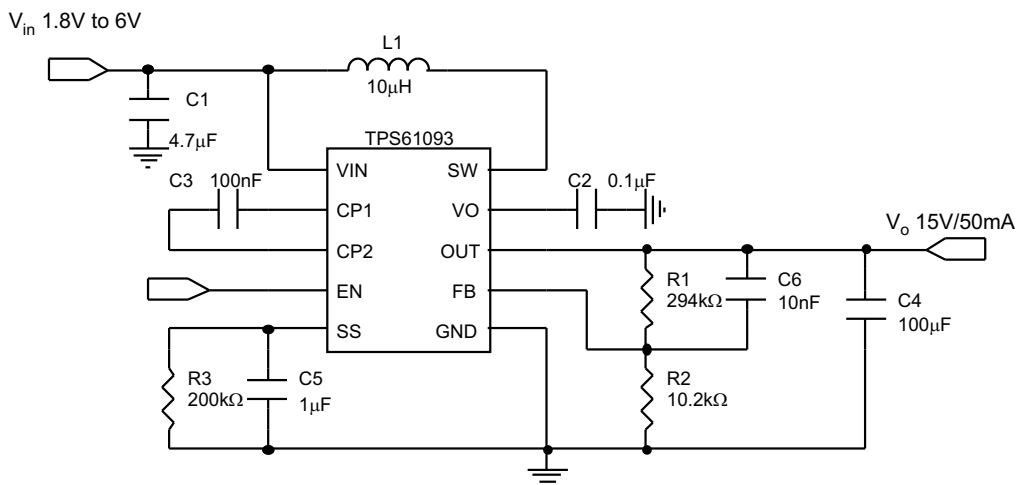 Vin 1.8V to 6V
L1
10μH
C1
4.7μF
TPS61093
C3 100nF
VIN
SW
C2 0.1μF
CP1
VO
Vo 15V/50mA
CP2
OUT
EN
FB
R1
294kΩ
C6
10nF
C4
100μF
SS
GND
R3
200kΩ
C5
1μF
R2
10.2kΩ